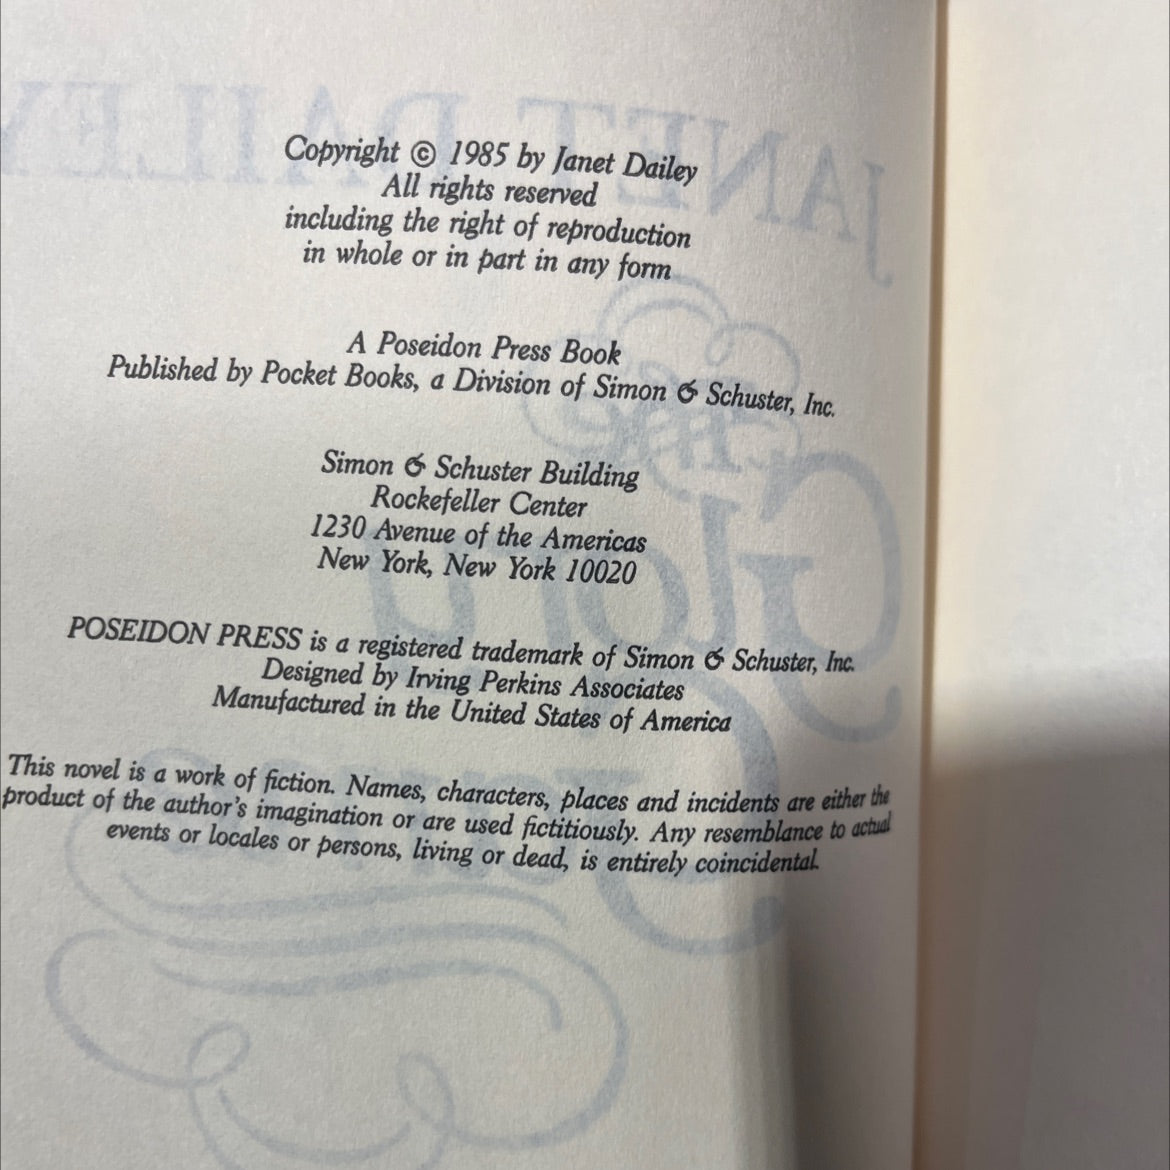 Copyright © 1985 by Janet Dailey
All rights reserved
including the right of reproduction
in whole or in part in any form
A Poseidon Press Book
Published by Pocket Books, a Division of Simon & Schuster, Inc.
Simon & Schuster Building
Rockefeller Center
1230 Avenue of the Americas
New York, New York 10020
POSEIDON PRESS is a registered trademark of Simon & Schuster, Inc.
Designed by Irving Perkins Associates
Manufactured in the United States of America
This novel is a work of fiction. Names, characters, places and incidents are either the
product of the author's imagination or are used fictitiously. Any resemblance to actual
events or locales or persons, living or dead, is entirely coincidental.
JANET DAILEY
The
Glory
Game